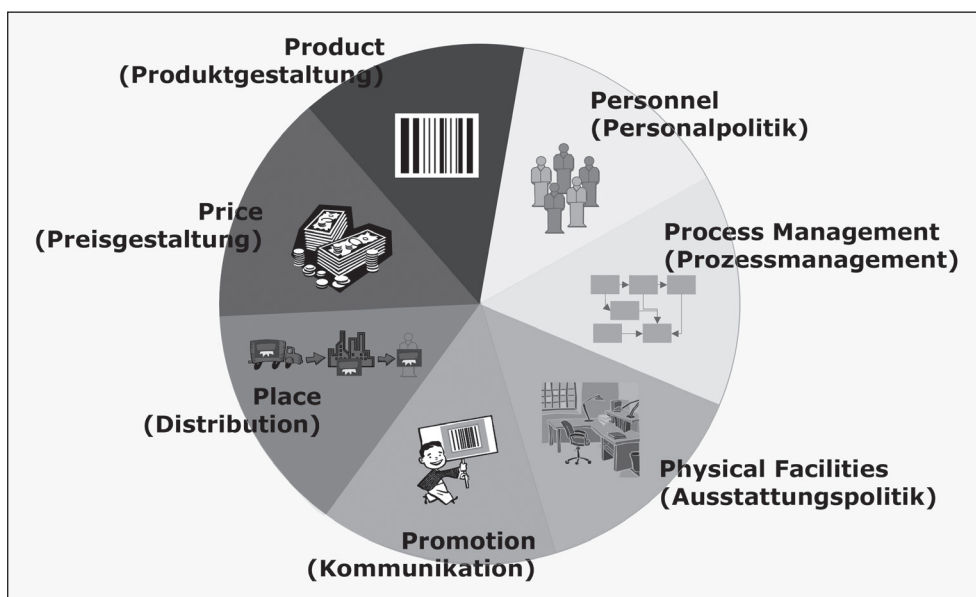 Product
(Produktgestaltung)
Personnel
(Personalpolitik)
Price
(Preisgestaltung)
Process Management
(Prozessmanagement)
Place
(Distribution)
Physical Facilities
(Ausstattungspolitik)
Promotion
(Kommunikation)